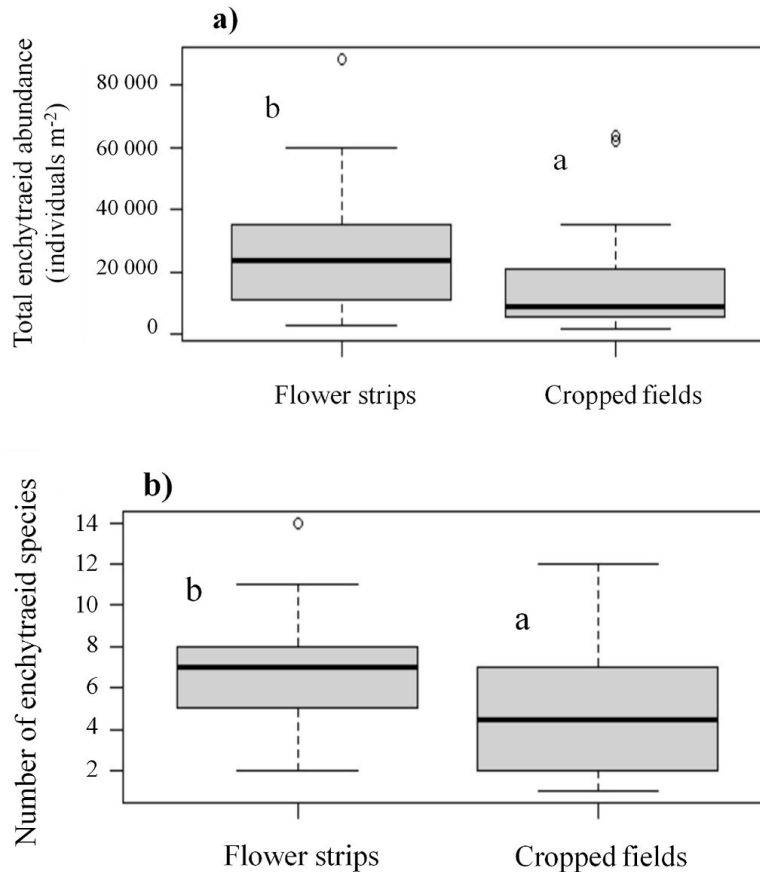 a)
Total enchytraeid abundance
(individuals m-2)
80 000
60 000
40 000
20 000
0
b
a
Flower strips
Cropped fields
b)
Number of enchytraeid species
14
12
10
8
6
4
2
b
a
Flower strips
Cropped fields